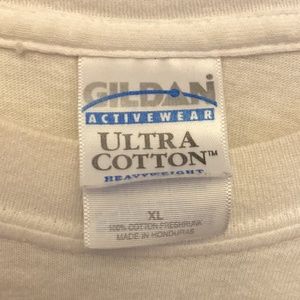 GILDAN
ACTIVEWEAR
ULTRA
COTTON™
HEAVYWEIGHT
XL
100% COTTON PRESHRUNK
MADE IN HONDURAS